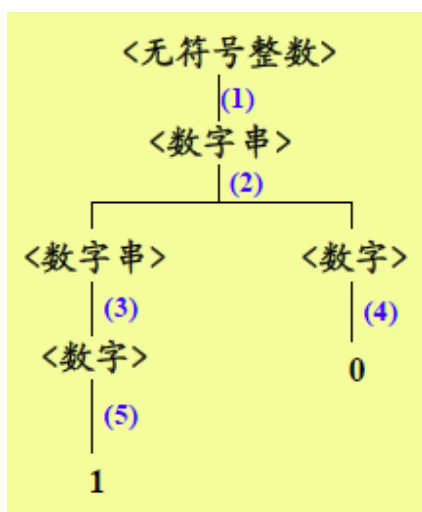 <无符号整数>
(1)
<数字串>
(2)
<数字串> <数字>
(3) (4)
<数字> 0
(5)
1